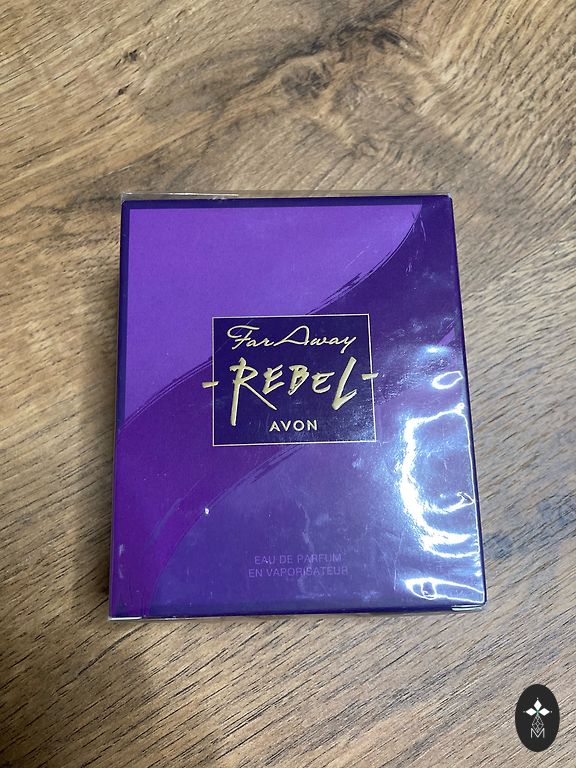 Far Away
-REBEL-
AVON
EAU DE PARFUM
EN VAPORISATEUR
M